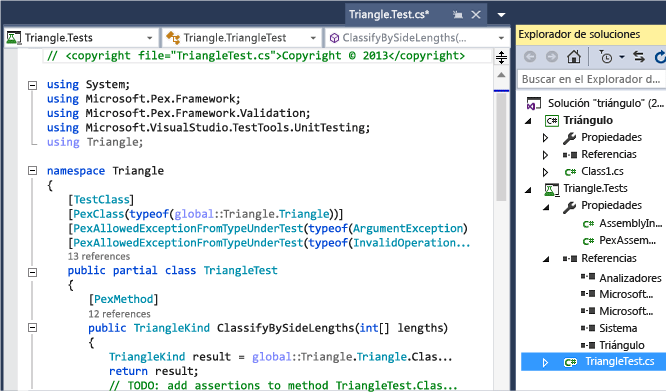 Triangle.Test.cs*
Triangle.Tests
Triangle.TriangleTest
ClassifyBySideLengths(...
// <copyright file="TriangleTest.cs">Copyright © 2013</copyright>
using System;
using Microsoft.Pex.Framework;
using Microsoft.Pex.Framework.Validation;
using Microsoft.VisualStudio.TestTools.UnitTesting;
using Triangle;
namespace Triangle
{
[TestClass]
[PexClass(typeof(global::Triangle.Triangle))]
[PexAllowedExceptionFromTypeUnderTest(typeof(ArgumentException)
[PexAllowedExceptionFromTypeUnderTest(typeof(InvalidOperation...
13 references
public partial class TriangleTest
{
[PexMethod]
12 references
public TriangleKind ClassifyBySideLengths(int[] lengths)
{
TriangleKind result = global::Triangle.Triangle.Clas...
return result;
// TODO: add assertions to method TriangleTest.Clas...
Explorador de soluciones
Buscar en el Explorador d...
Solución "triángulo" (2...
C# Triángulo
Propiedades
Referencias
C# Class1.cs
Triangle.Tests
Propiedades
C# AssemblyIn...
C# PexAssem...
Referencias
Analizadores
Microsoft...
Microsoft...
Sistema
Triángulo
C# TriangleTest.cs